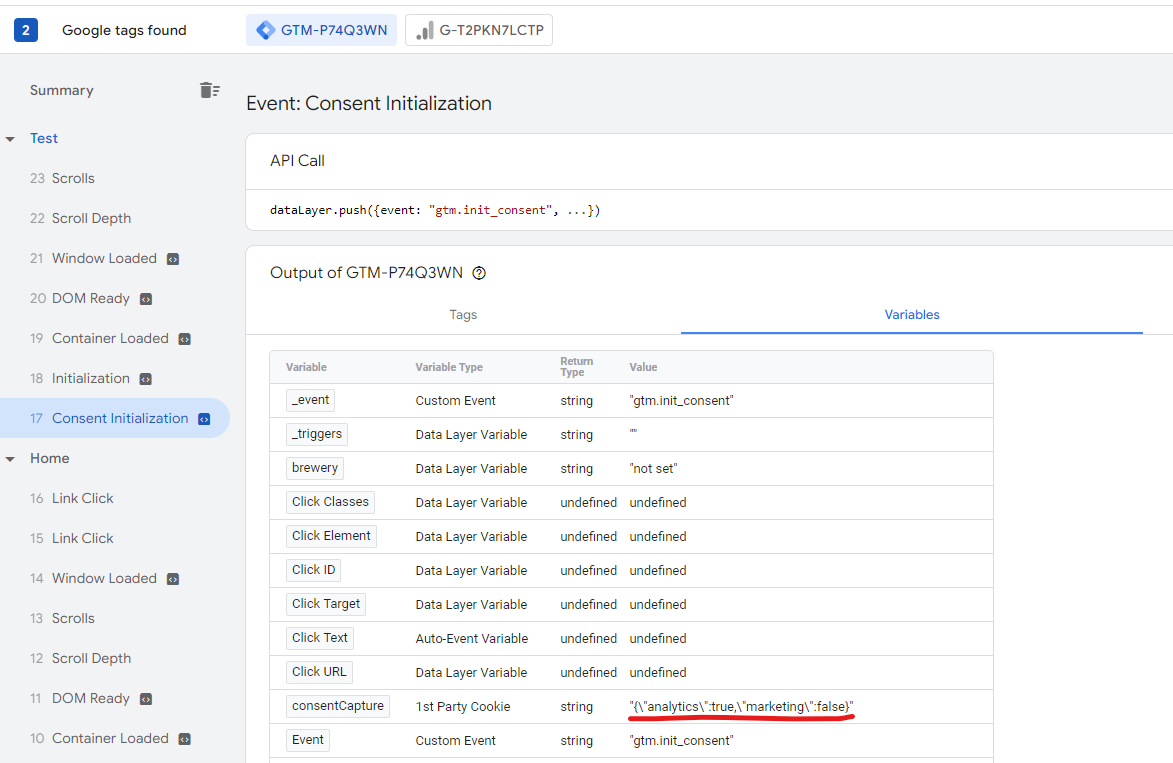 2 Google tags found GTM-P74Q3WN G-T2PKN7LCTP
Summary
Test
23 Scrolls
22 Scroll Depth
21 Window Loaded
20 DOM Ready
19 Container Loaded
18 Initialization
17 Consent Initialization
Home
16 Link Click
15 Link Click
14 Window Loaded
13 Scrolls
12 Scroll Depth
11 DOM Ready
10 Container Loaded
Event: Consent Initialization
API Call
dataLayer.push({event: "gtm.init_consent", ...})
Output of GTM-P74Q3WN
Tags Variables
Variable Variable Type Return Type Value
_event Custom Event string "gtm.init_consent"
_triggers Data Layer Variable string ""
brewery Data Layer Variable string "not set"
Click Classes Data Layer Variable undefined undefined
Click Element Data Layer Variable undefined undefined
Click ID Data Layer Variable undefined undefined
Click Target Data Layer Variable undefined undefined
Click Text Auto-Event Variable undefined undefined
Click URL Data Layer Variable undefined undefined
consentCapture 1st Party Cookie string "{\"analytics\":true,\"marketing\":false}"
Event Custom Event string "gtm.init_consent"